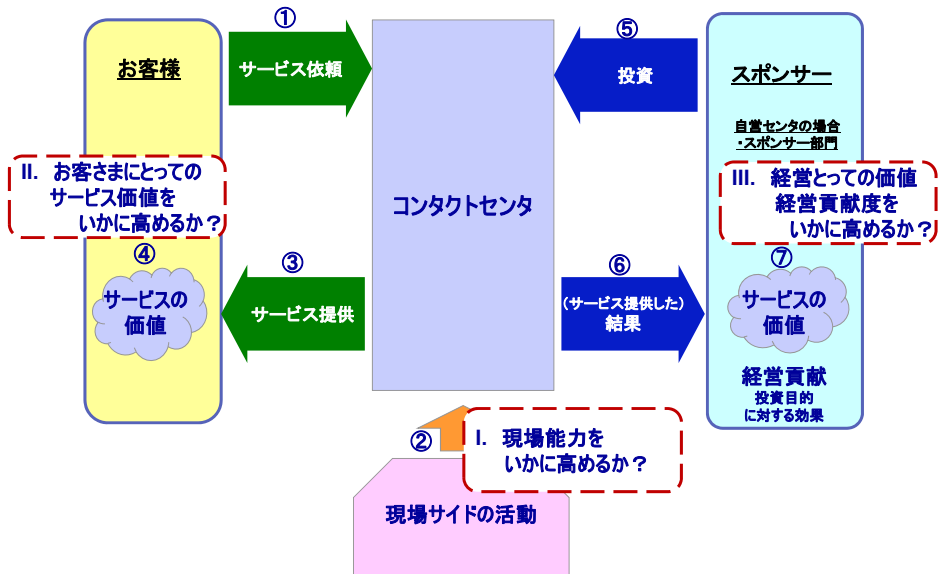 ①
サービス依頼
お客様
II. お客さまにとっての
サービス価値を
いかに高めるか？
④
サービスの
価値
③
サービス提供
コンタクトセンタ
⑤
投資
⑥
（サービス提供した）
結果
スポンサー
自営センタの場合
・スポンサー部門
III. 経営とっての価値
経営貢献度を
いかに高めるか？
⑦
サービスの
価値
経営貢献
投資目的
に対する効果
②
I. 現場能力を
いかに高めるか？
現場サイドの活動